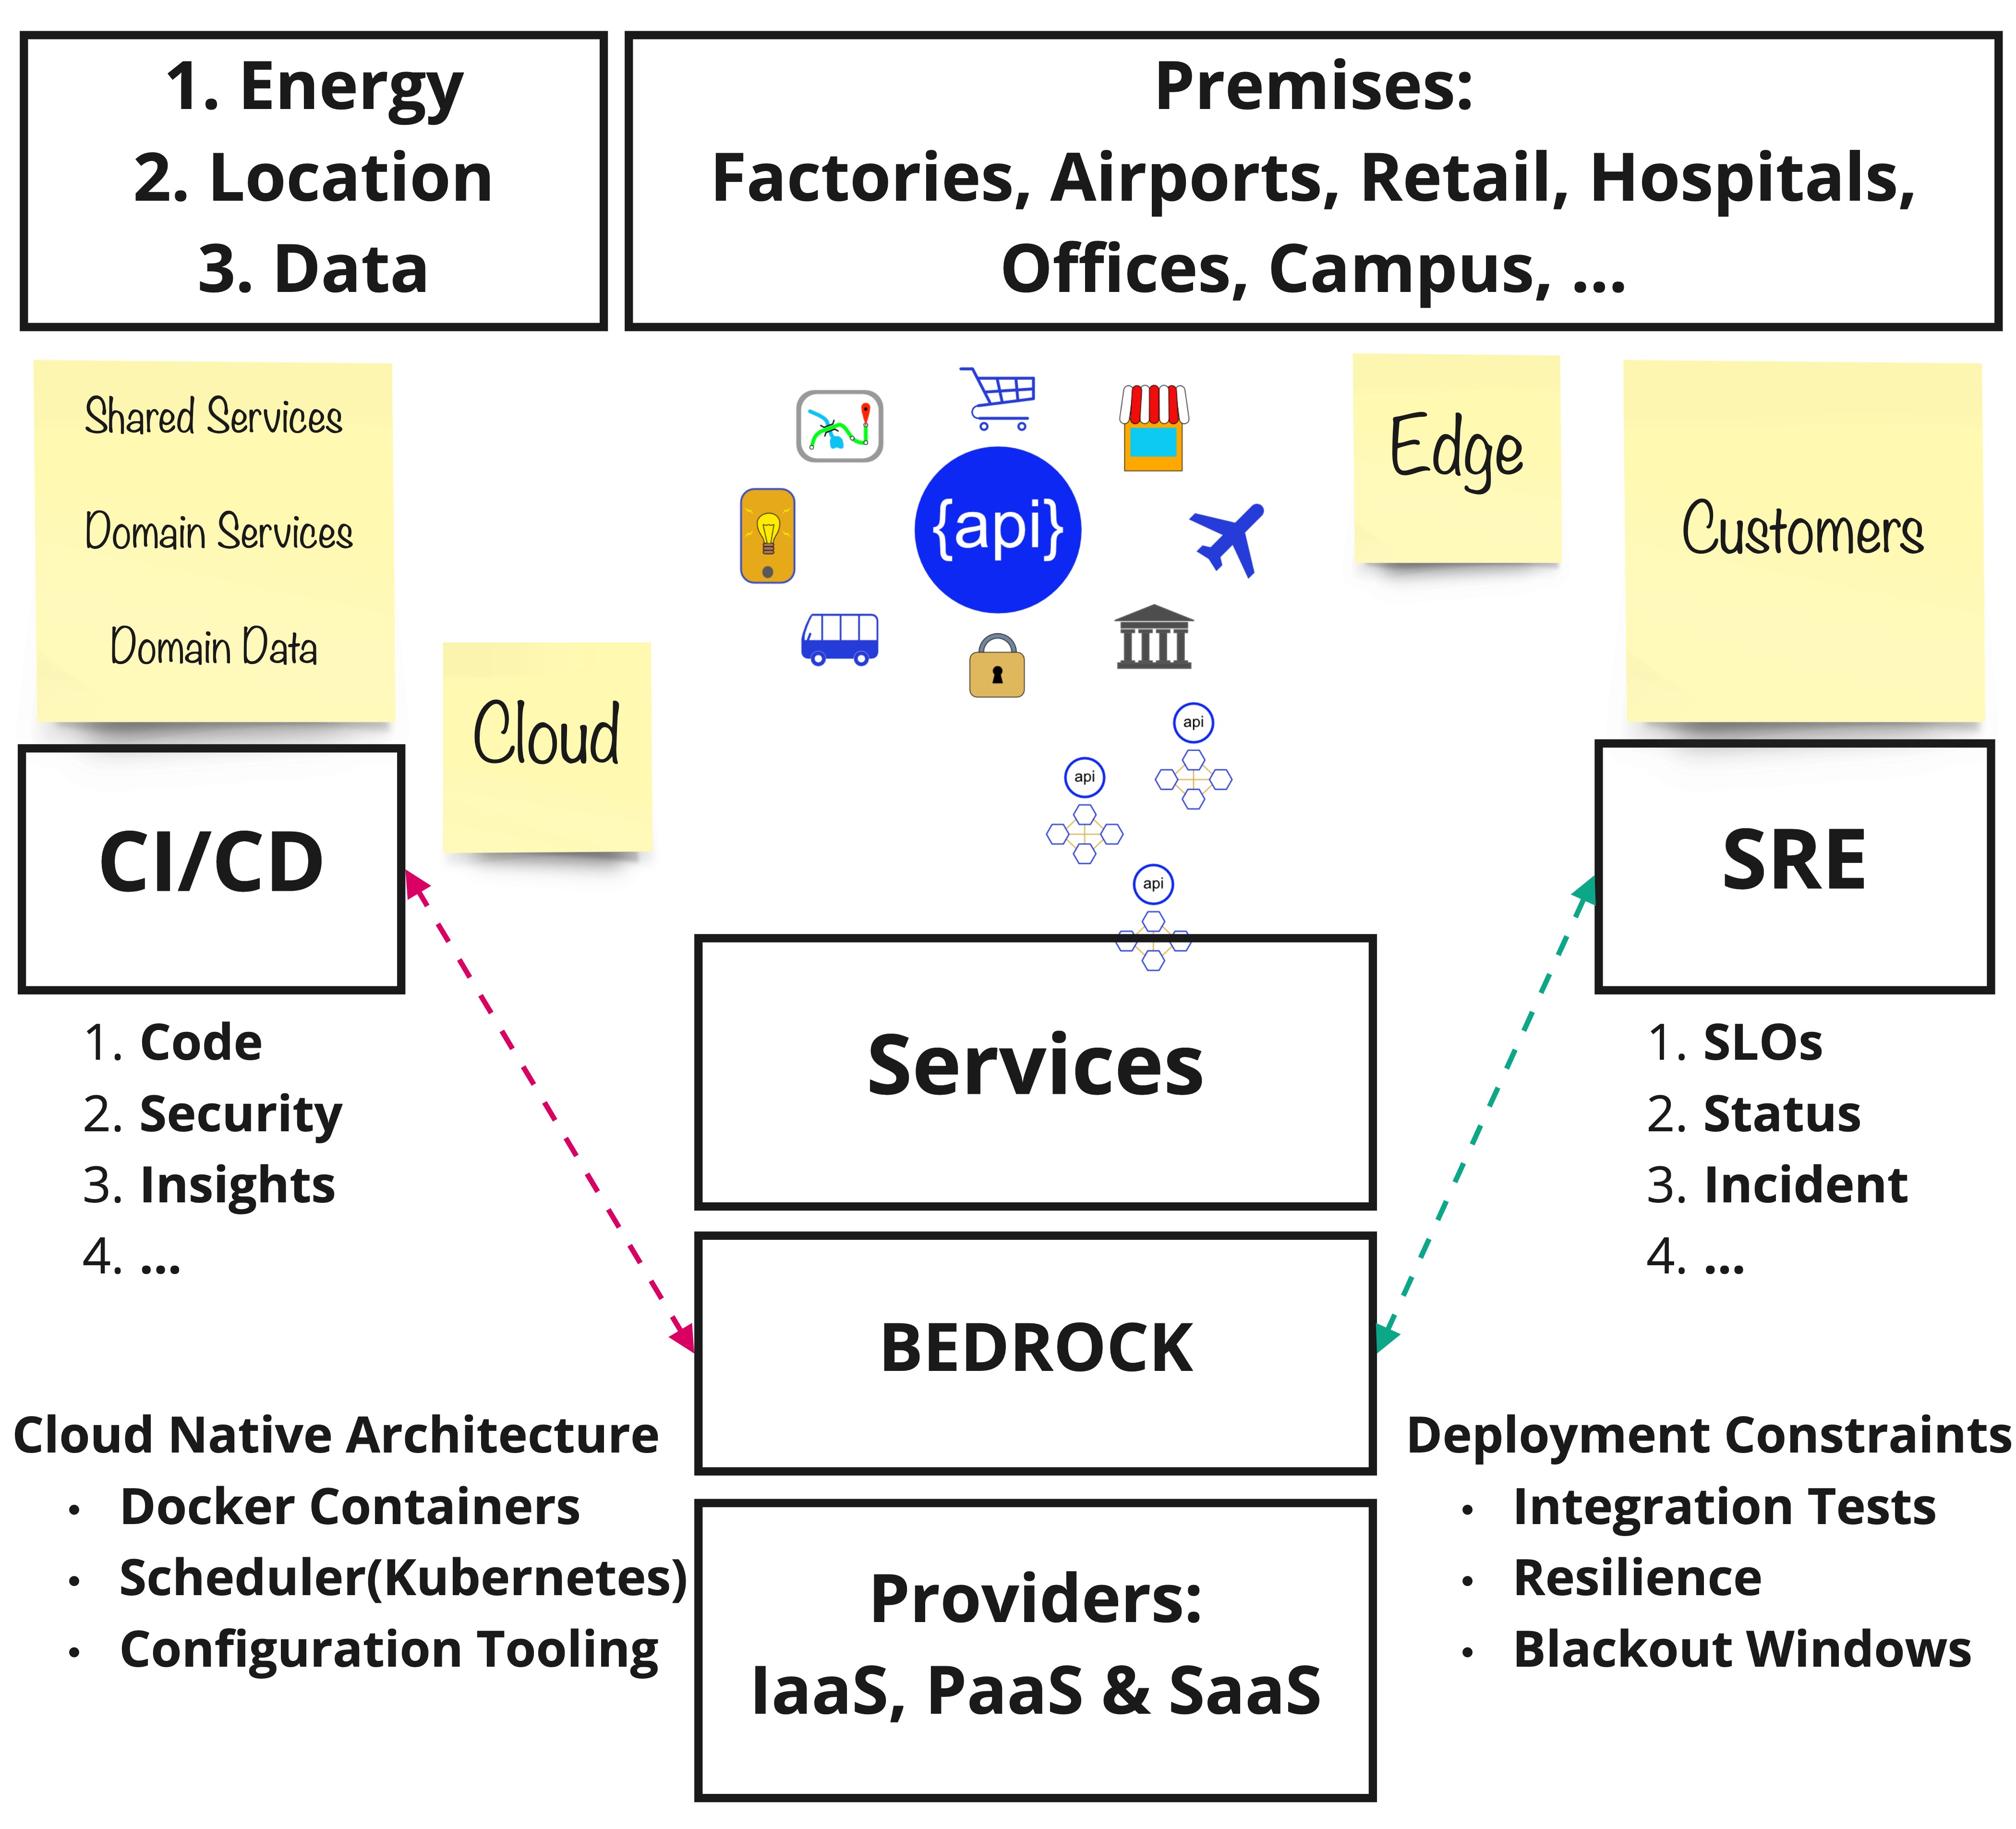 1. Energy
2. Location
3. Data
Premises:
Factories, Airports, Retail, Hospitals,
Offices, Campus, ...
Shared Services
Domain Services
Domain Data
Cloud
{api}
Edge
Customers
api
api
api
CI/CD
1. Code
2. Security
3. Insights
4. ...
SRE
1. SLOs
2. Status
3. Incident
4. ...
Services
BEDROCK
Cloud Native Architecture
• Docker Containers
• Scheduler(Kubernetes)
• Configuration Tooling
Providers:
IaaS, PaaS & SaaS
Deployment Constraints
• Integration Tests
• Resilience
• Blackout Windows